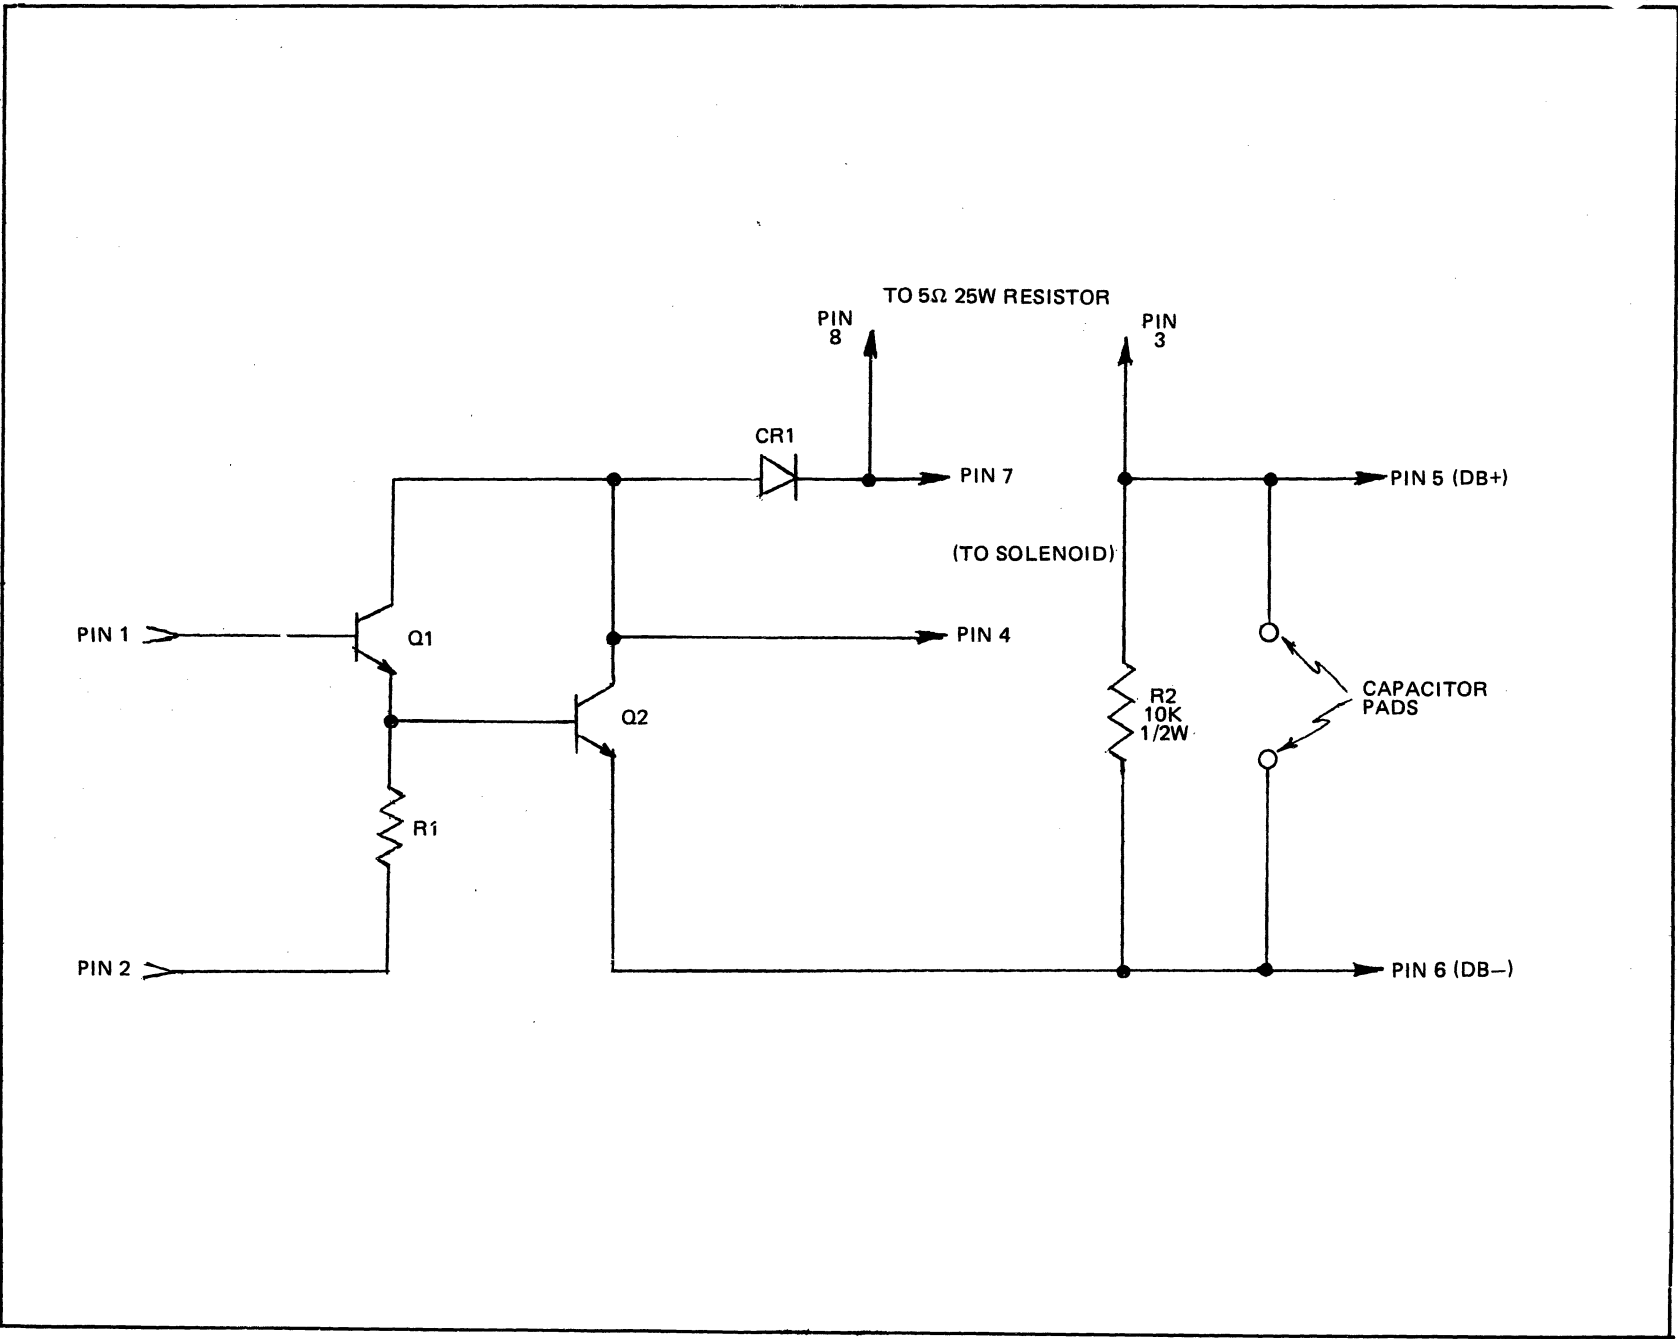 TO 5Ω 25W RESISTOR
PIN
8
PIN
3
CR1
PIN 7
PIN 5 (DB+)
(TO SOLENOID)
PIN 1
Q1
PIN 4
R2
10K
1/2W
CAPACITOR
PADS
Q2
R1
PIN 2
PIN 6 (DB–)